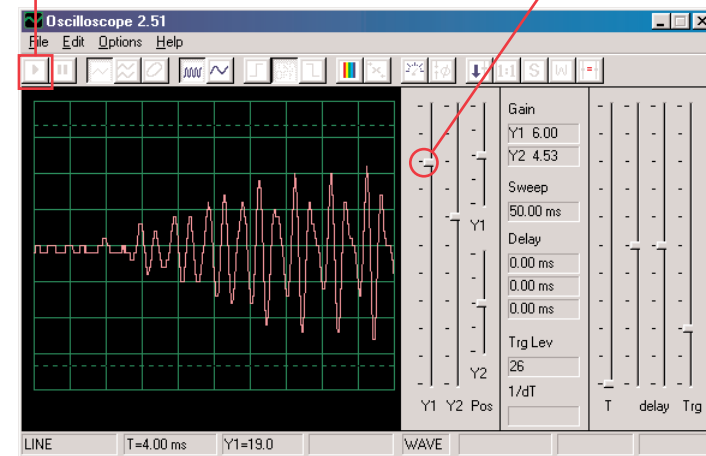 Oscilloscope 2.51
File Edit Options Help
1:1 S W
Gain
Y1 6.00
Y2 4.53
Sweep
50.00 ms
Y1
Delay
0.00 ms
0.00 ms
0.00 ms
Trg Lev
26
Y2
1/dT
Y1 Y2 Pos
T delay Trg
LINE T=4.00 ms Y1=19.0 WAVE